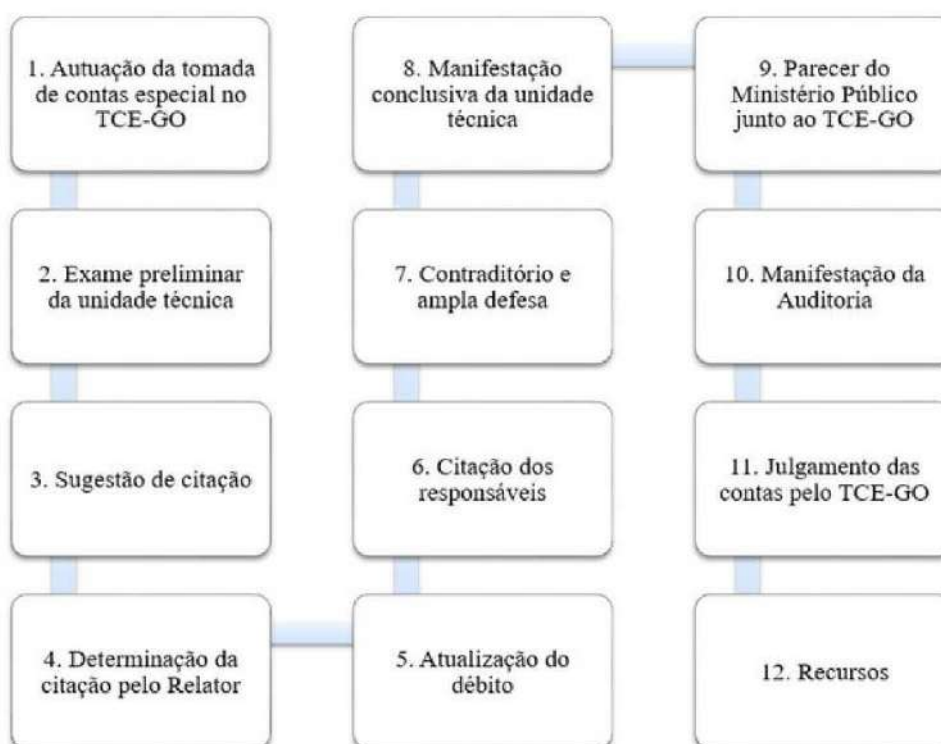 1. Autuação da tomada
de contas especial no
TCE-GO
2. Exame preliminar
da unidade técnica
3. Sugestão de citação
4. Determinação da
citação pelo Relator
5. Atualização do
débito
6. Citação dos
responsáveis
7. Contraditório e
ampla defesa
8. Manifestação
conclusiva da unidade
técnica
9. Parecer do
Ministério Público
junto ao TCE-GO
10. Manifestação da
Auditoria
11. Julgamento das
contas pelo TCE-GO
12. Recursos